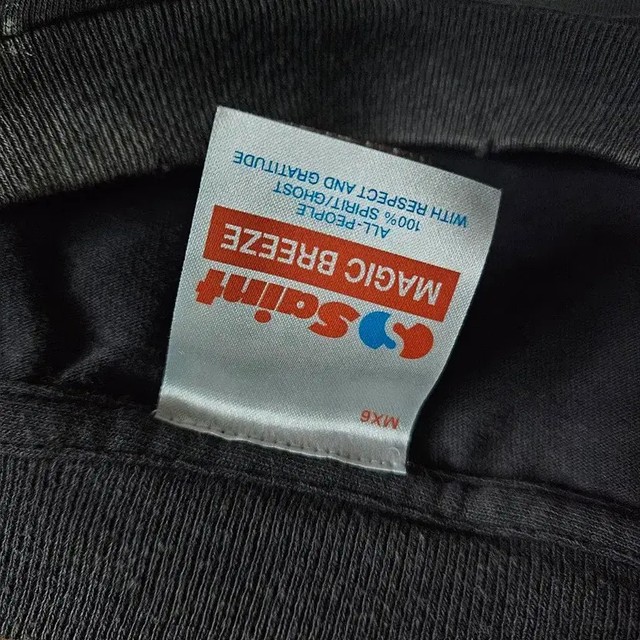 MX6
Saint
MAGIC BREEZE
ALL-PEOPLE
100% SPIRIT/GHOST
WITH RESPECT AND GRATITUDE